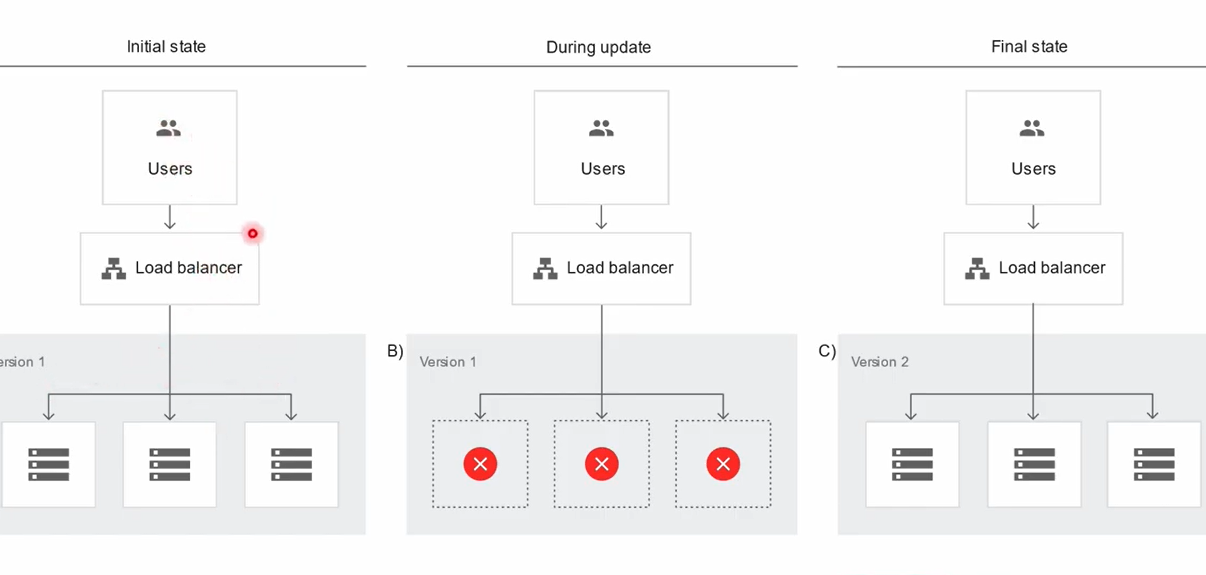 Initial state
During update
Final state
Users
Users
Users
Load balancer
Load balancer
Load balancer
ersion 1
B)
Version 1
C)
Version 2